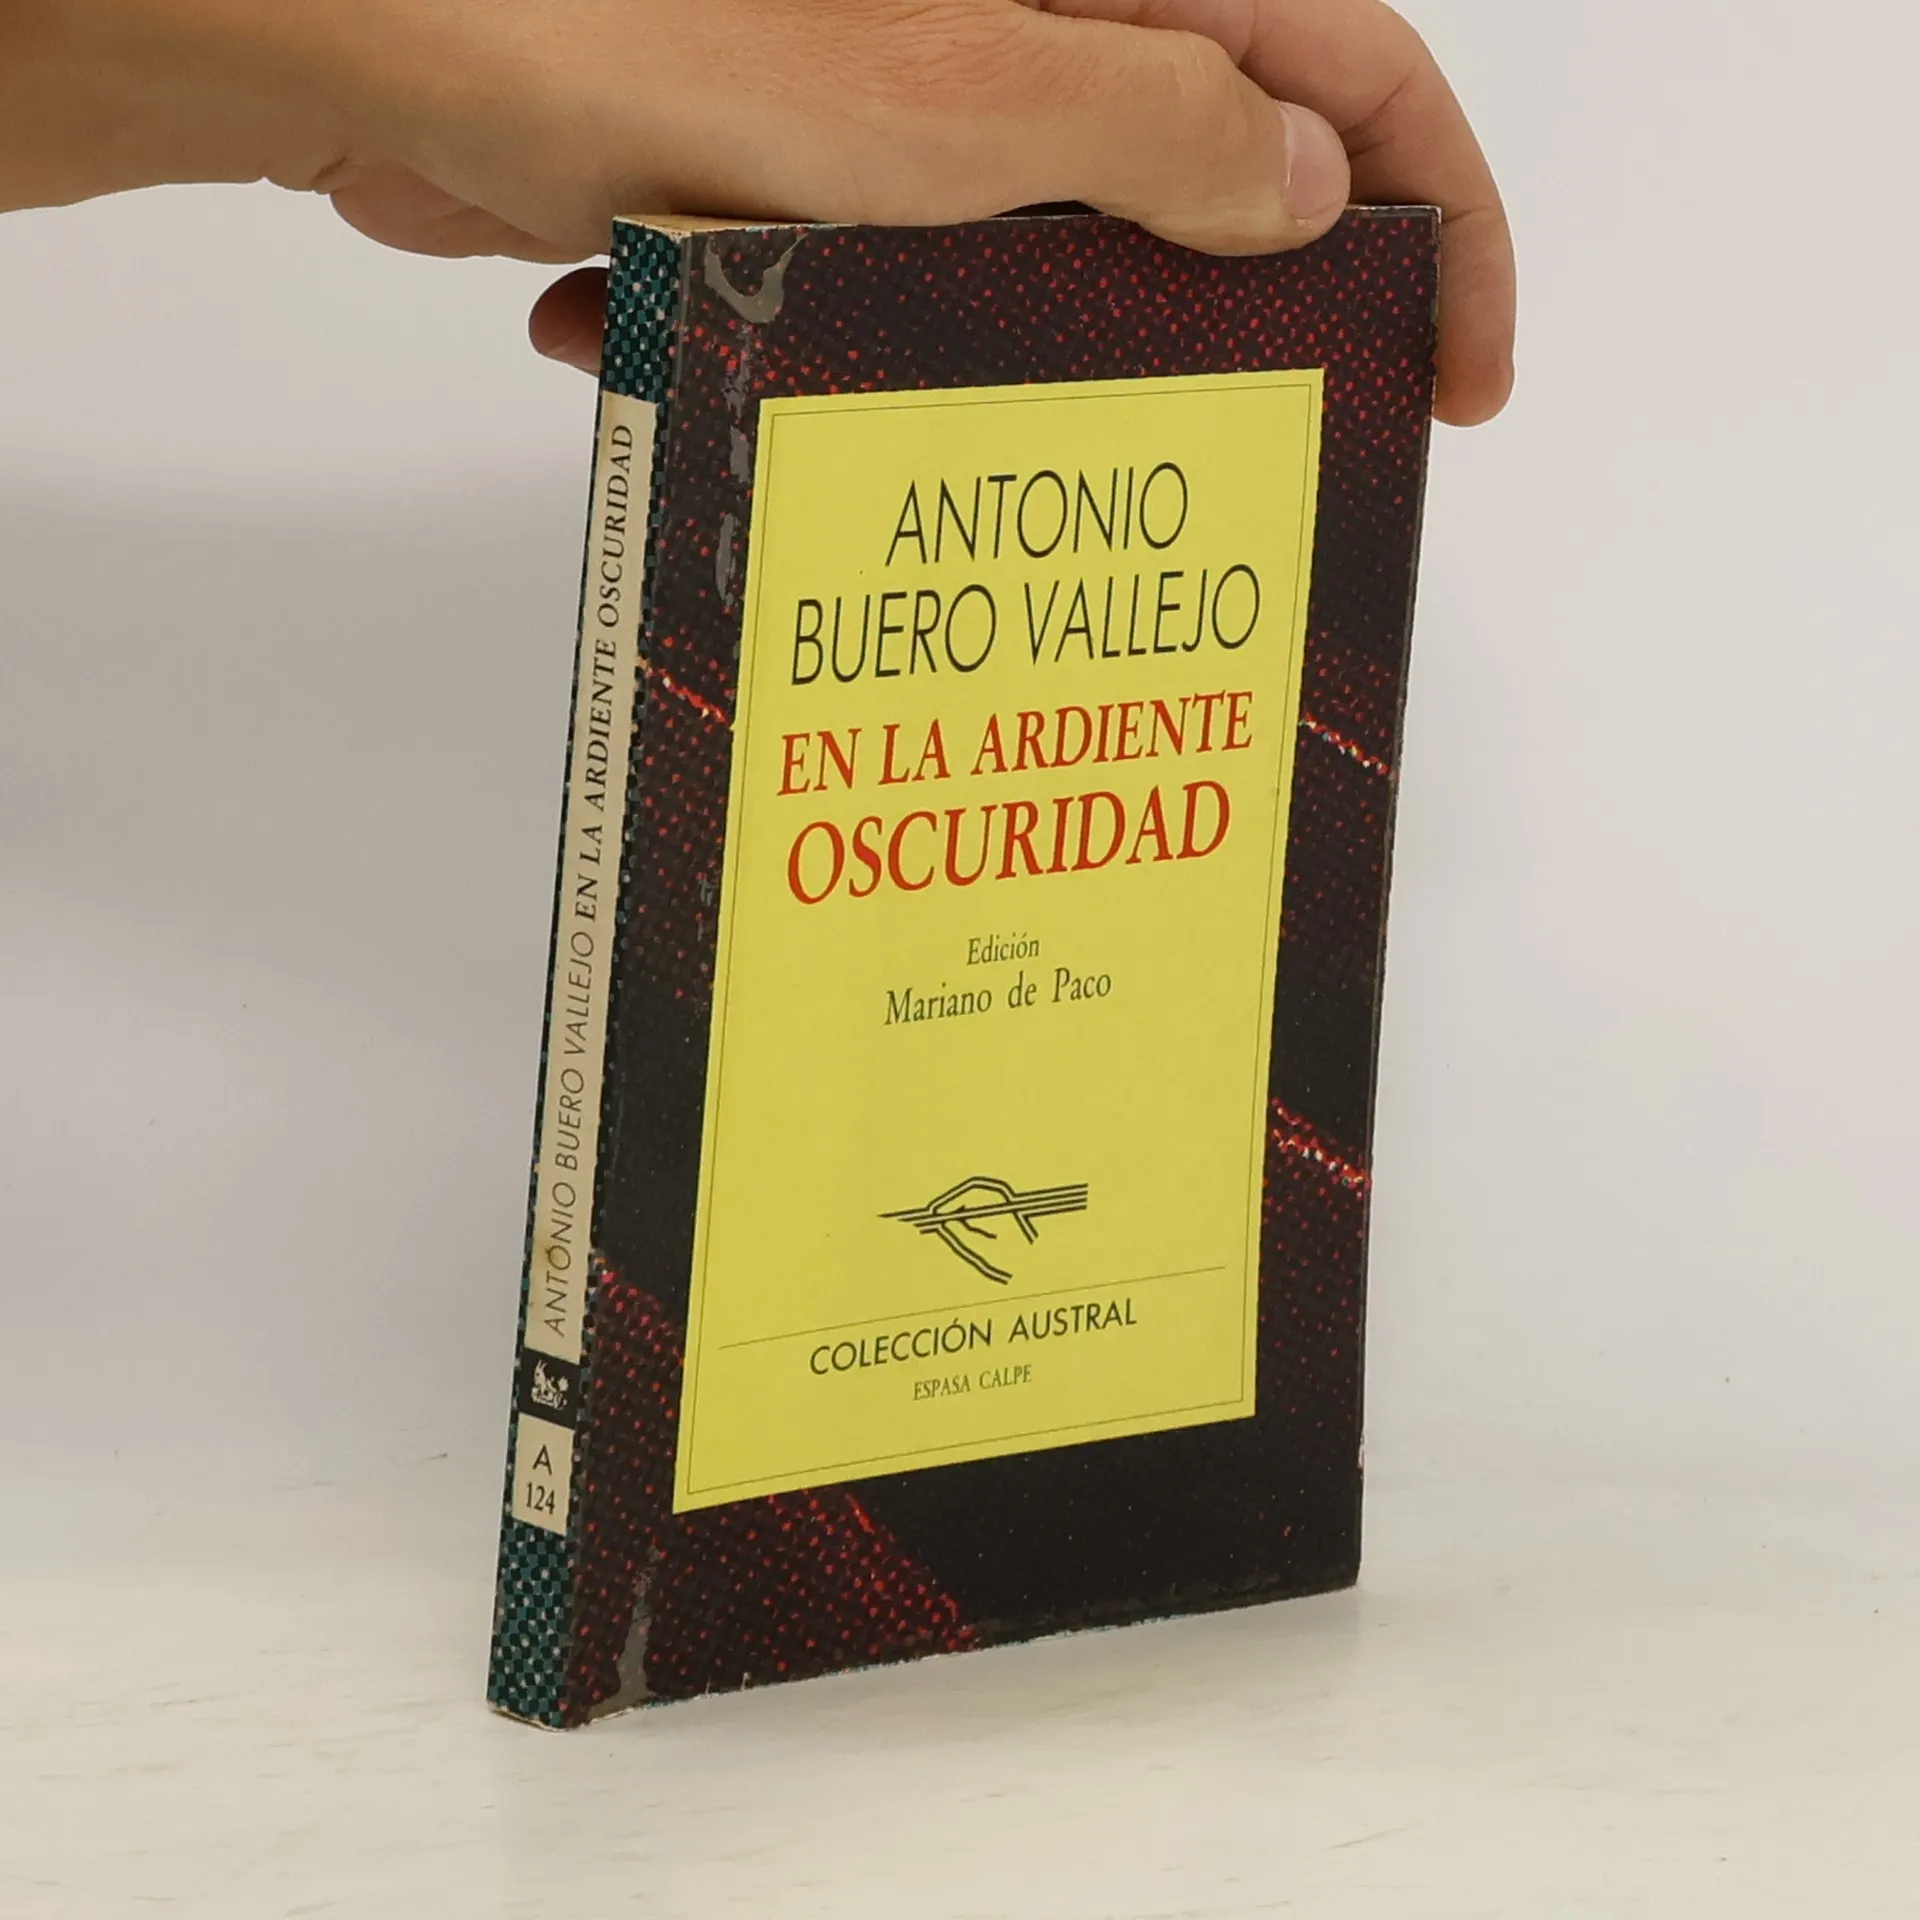 ANTONIO BUERO VALLEJO EN LA ARDIENTE OSCURIDAD
A
124
ANTONIO
BUERO VALLEJO
EN LA ARDIENTE
OSCURIDAD
Edición
Mariano de Paco
COLECCIÓN AUSTRAL
ESPASA CALPE